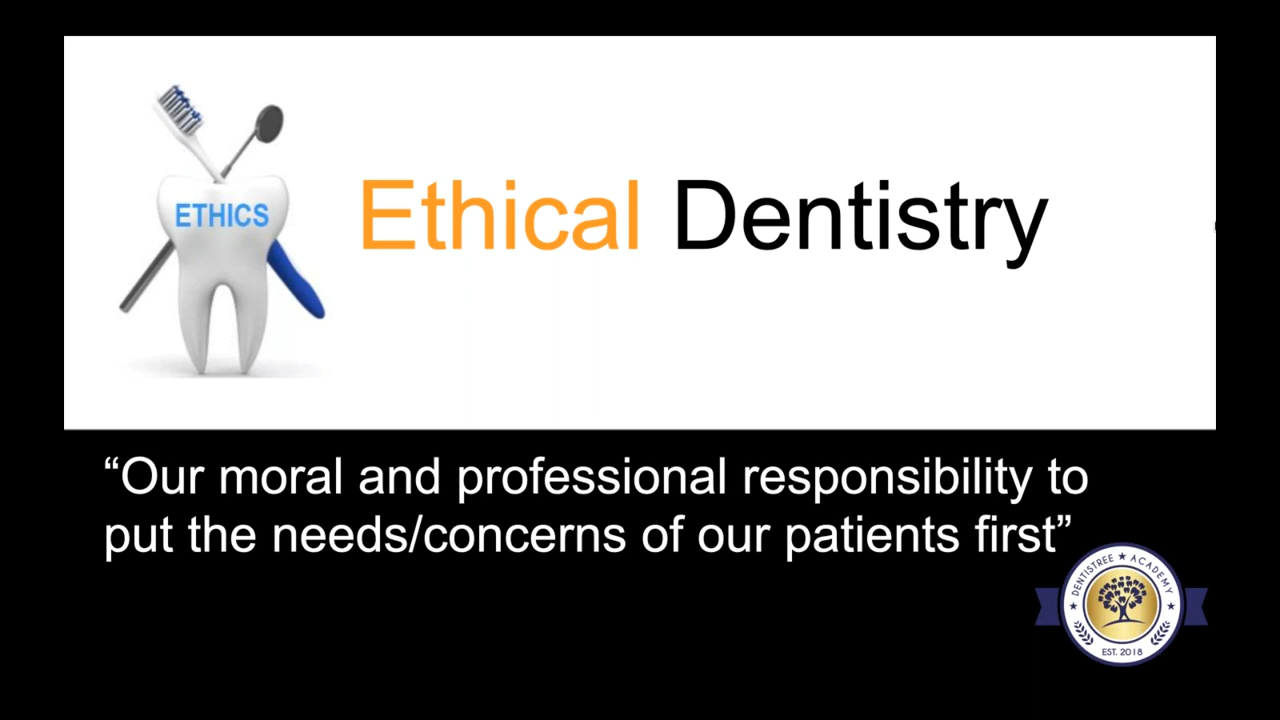 ETHICS
Ethical Dentistry
“Our moral and professional responsibility to
put the needs/concerns of our patients first”
DENTISTREE ★ ACADEMY
EST. 2018